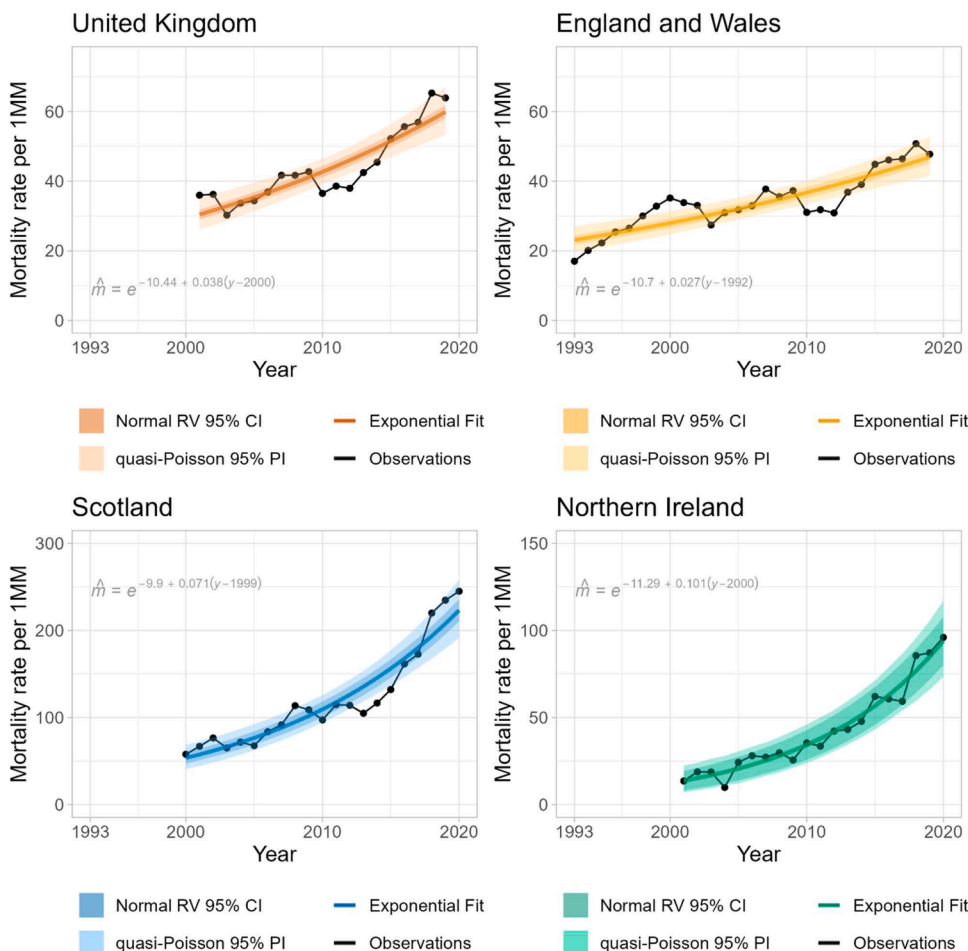 United Kingdom
Mortality rate per 1MM
60
40
20
0
m̂ = e^−10.44 + 0.038(y−2000)
1993 2000 2010 2020
Year
Normal RV 95% CI Exponential Fit
quasi-Poisson 95% PI Observations
England and Wales
Mortality rate per 1MM
60
40
20
0
m̂ = e^−10.7 + 0.027(y−1992)
1993 2000 2010 2020
Year
Normal RV 95% CI Exponential Fit
quasi-Poisson 95% PI Observations
Scotland
Mortality rate per 1MM
300
200
100
0
m̂ = e^−9.9 + 0.071(y−1999)
1993 2000 2010 2020
Year
Normal RV 95% CI Exponential Fit
quasi-Poisson 95% PI Observations
Northern Ireland
Mortality rate per 1MM
150
100
50
0
m̂ = e^−11.29 + 0.101(y−2000)
1993 2000 2010 2020
Year
Normal RV 95% CI Exponential Fit
quasi-Poisson 95% PI Observations